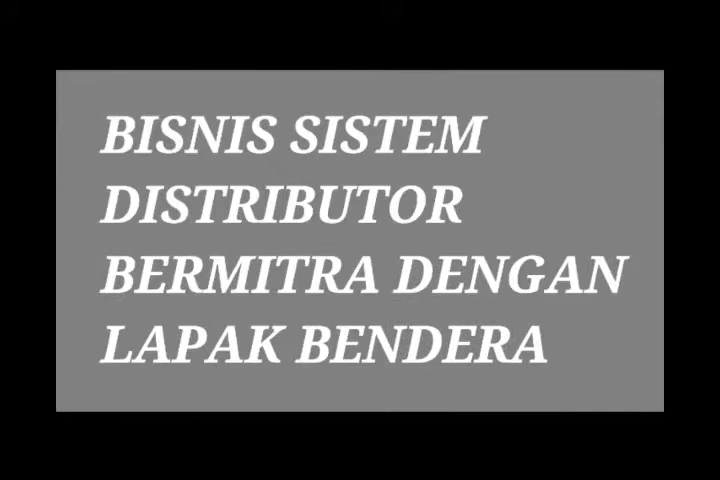 BISNIS SISTEM
DISTRIBUTOR
BERMITRA DENGAN
LAPAK BENDERA